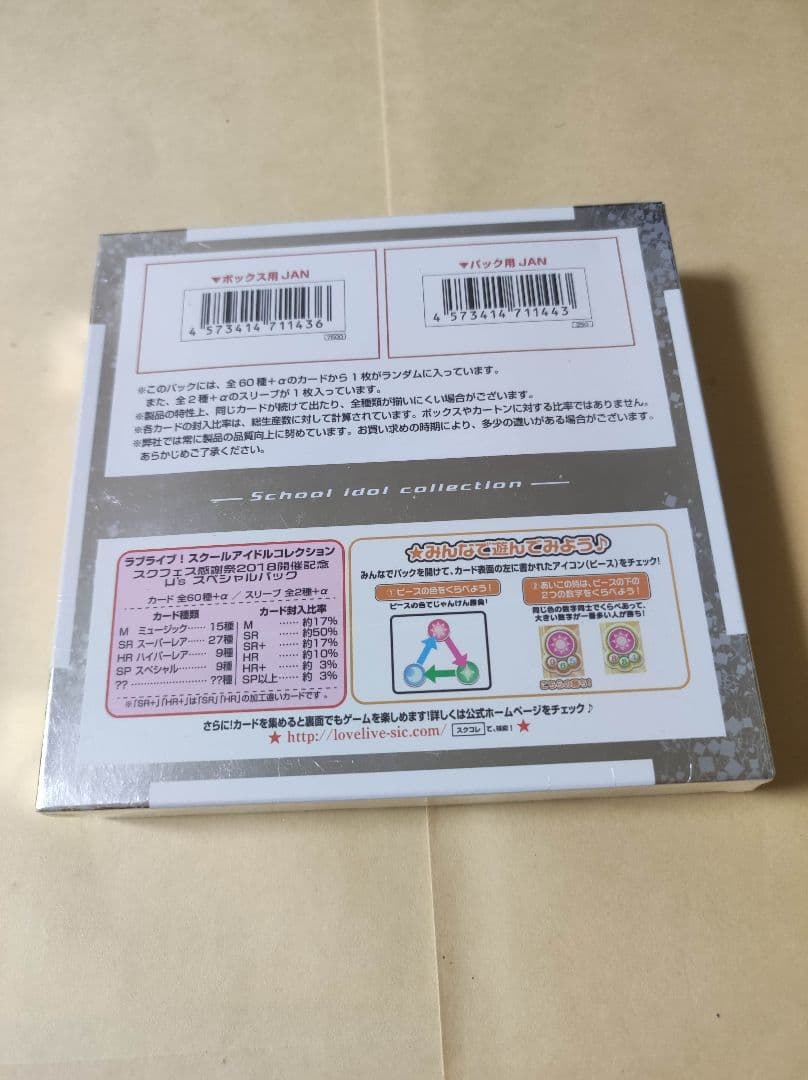 ▼ボックス用 JAN
4 573414 711436
7500
▼パック用 JAN
4 573414 711443
250
※このパックには、全60種+αのカードから1枚がランダムに入っています。
また、全2種+αのスリーブが1枚入っています。
※製品の特性上、同じカードが続けて出たり、全種類が揃いにくい場合がございます。
※各カードの封入比率は、総生産数に対して計算されています。ボックスやカートンに対する比率ではありません。
※弊社では常に製品の品質向上に努めています。お買い求めの時期により、多少の違いがある場合がございます。
あらかじめご了承ください。
School idol collection
ラブライブ!スクールアイドルコレクション
スクフェス感謝祭2018開催記念
μ's スペシャルパック
カード 全60種+α / スリーブ 全2種+α
カード種類
M ミュージック…… 15種
SR スーパーレア…… 27種
HR ハイパーレア…… 9種
SP スペシャル…… 9種
??…………………… ??種
カード封入比率
M …… 約17%
SR …… 約50%
SR+ …… 約17%
HR …… 約10%
HR+ …… 約 3%
SP以上 …… 約 3%
※「SR+」「HR+」は「SR」「HR」の加工違いカードです。
★みんなで遊んでみよう♪
みんなでパックを開けて、カード表面の左に書かれたアイコン(ピース)をチェック!
①ピースの色をくらべよう!
ピースの色でじゃんけん勝負!
②あいこの時は、ピースの下の
2つの数字をくらべよう!
同じ色の数字同士でくらべあって、
大きい数字が一番多い人が勝ち!
さらに!カードを集めると裏面でもゲームを楽しめます!詳しくは公式ホームページをチェック♪
★ http://lovelive-sic.com/ スクコレ で、検索! ★